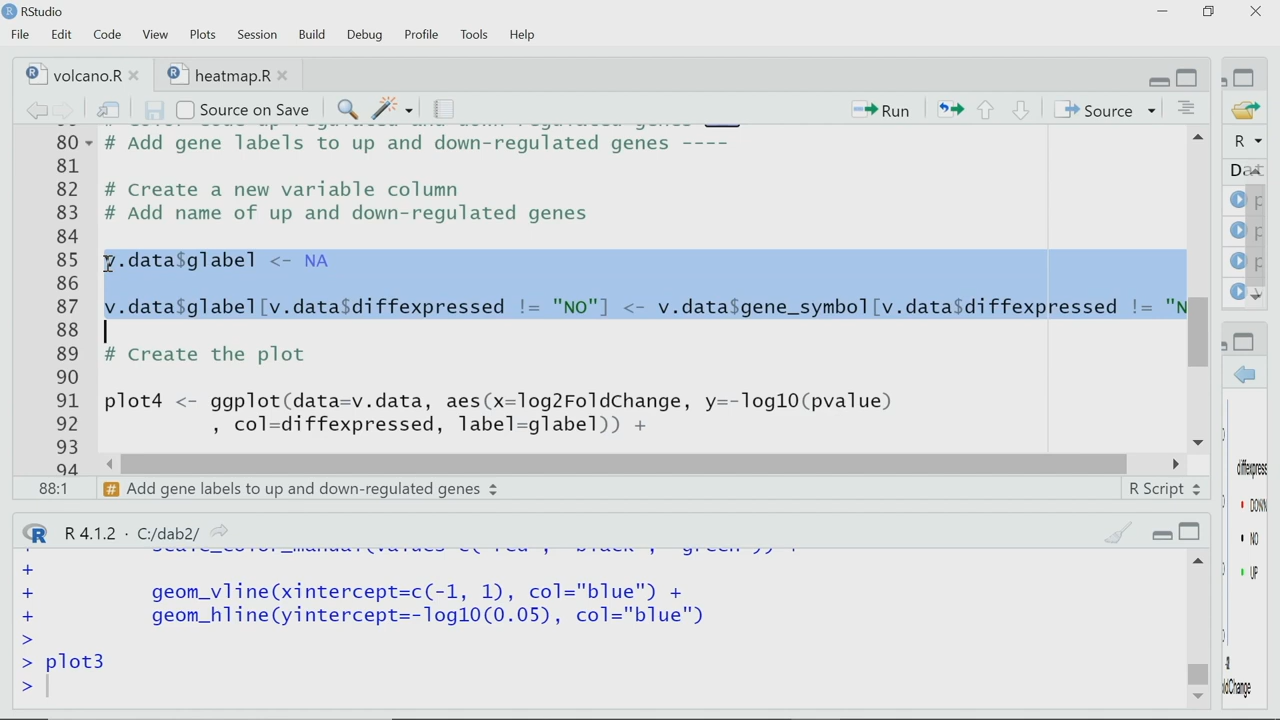 RStudio
File Edit Code View Plots Session Build Debug Profile Tools Help
volcano.R heatmap.R
Source on Save Run Source
R
80 # Add gene labels to up and down-regulated genes ----
81
82 # Create a new variable column
83 # Add name of up and down-regulated genes
84
85 v.data$glabel <- NA
86
87 v.data$glabel[v.data$diffexpressed != "NO"] <- v.data$gene_symbol[v.data$diffexpressed != "N
88
89 # Create the plot
90
91 plot4 <- ggplot(data=v.data, aes(x=log2FoldChange, y=-log10(pvalue)
92 , col=diffexpressed, label=glabel)) +
93
94
88:1 # Add gene labels to up and down-regulated genes R Script
R 4.1.2 · C:/dab2/
+
+ geom_vline(xintercept=c(-1, 1), col="blue") +
+ geom_hline(yintercept=-log10(0.05), col="blue")
>
> plot3
>
Dat
diffexpress
DOWN
NO
UP
ldChange